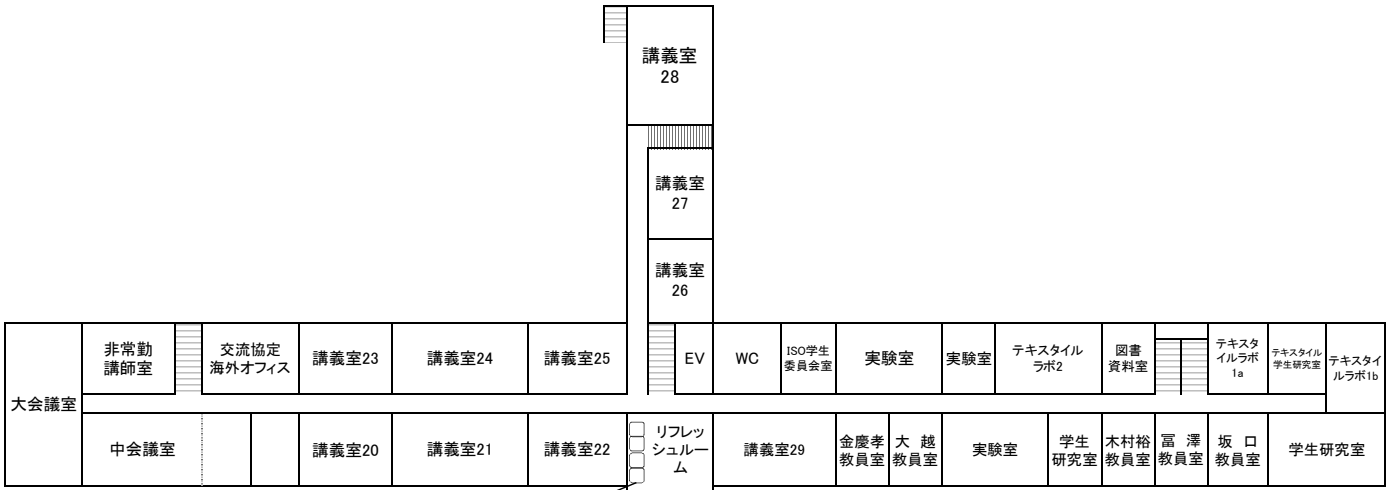 講義室
28
講義室
27
講義室
26
非常勤
講師室
交流協定
海外オフィス
講義室23
講義室24
講義室25
EV
WC
ISO学生
委員会室
実験室
実験室
テキスタイル
ラボ2
図書
資料室
テキスタ
イルラボ
1a
テキスタイル
学生研究室
テキスタイ
ルラボ1b
大会議室
中会議室
講義室20
講義室21
講義室22
リフレッ
シュルー
ム
講義室29
金慶孝
教員室
大 越
教員室
実験室
学生
研究室
木村裕
教員室
冨 澤
教員室
坂 口
教員室
学生研究室